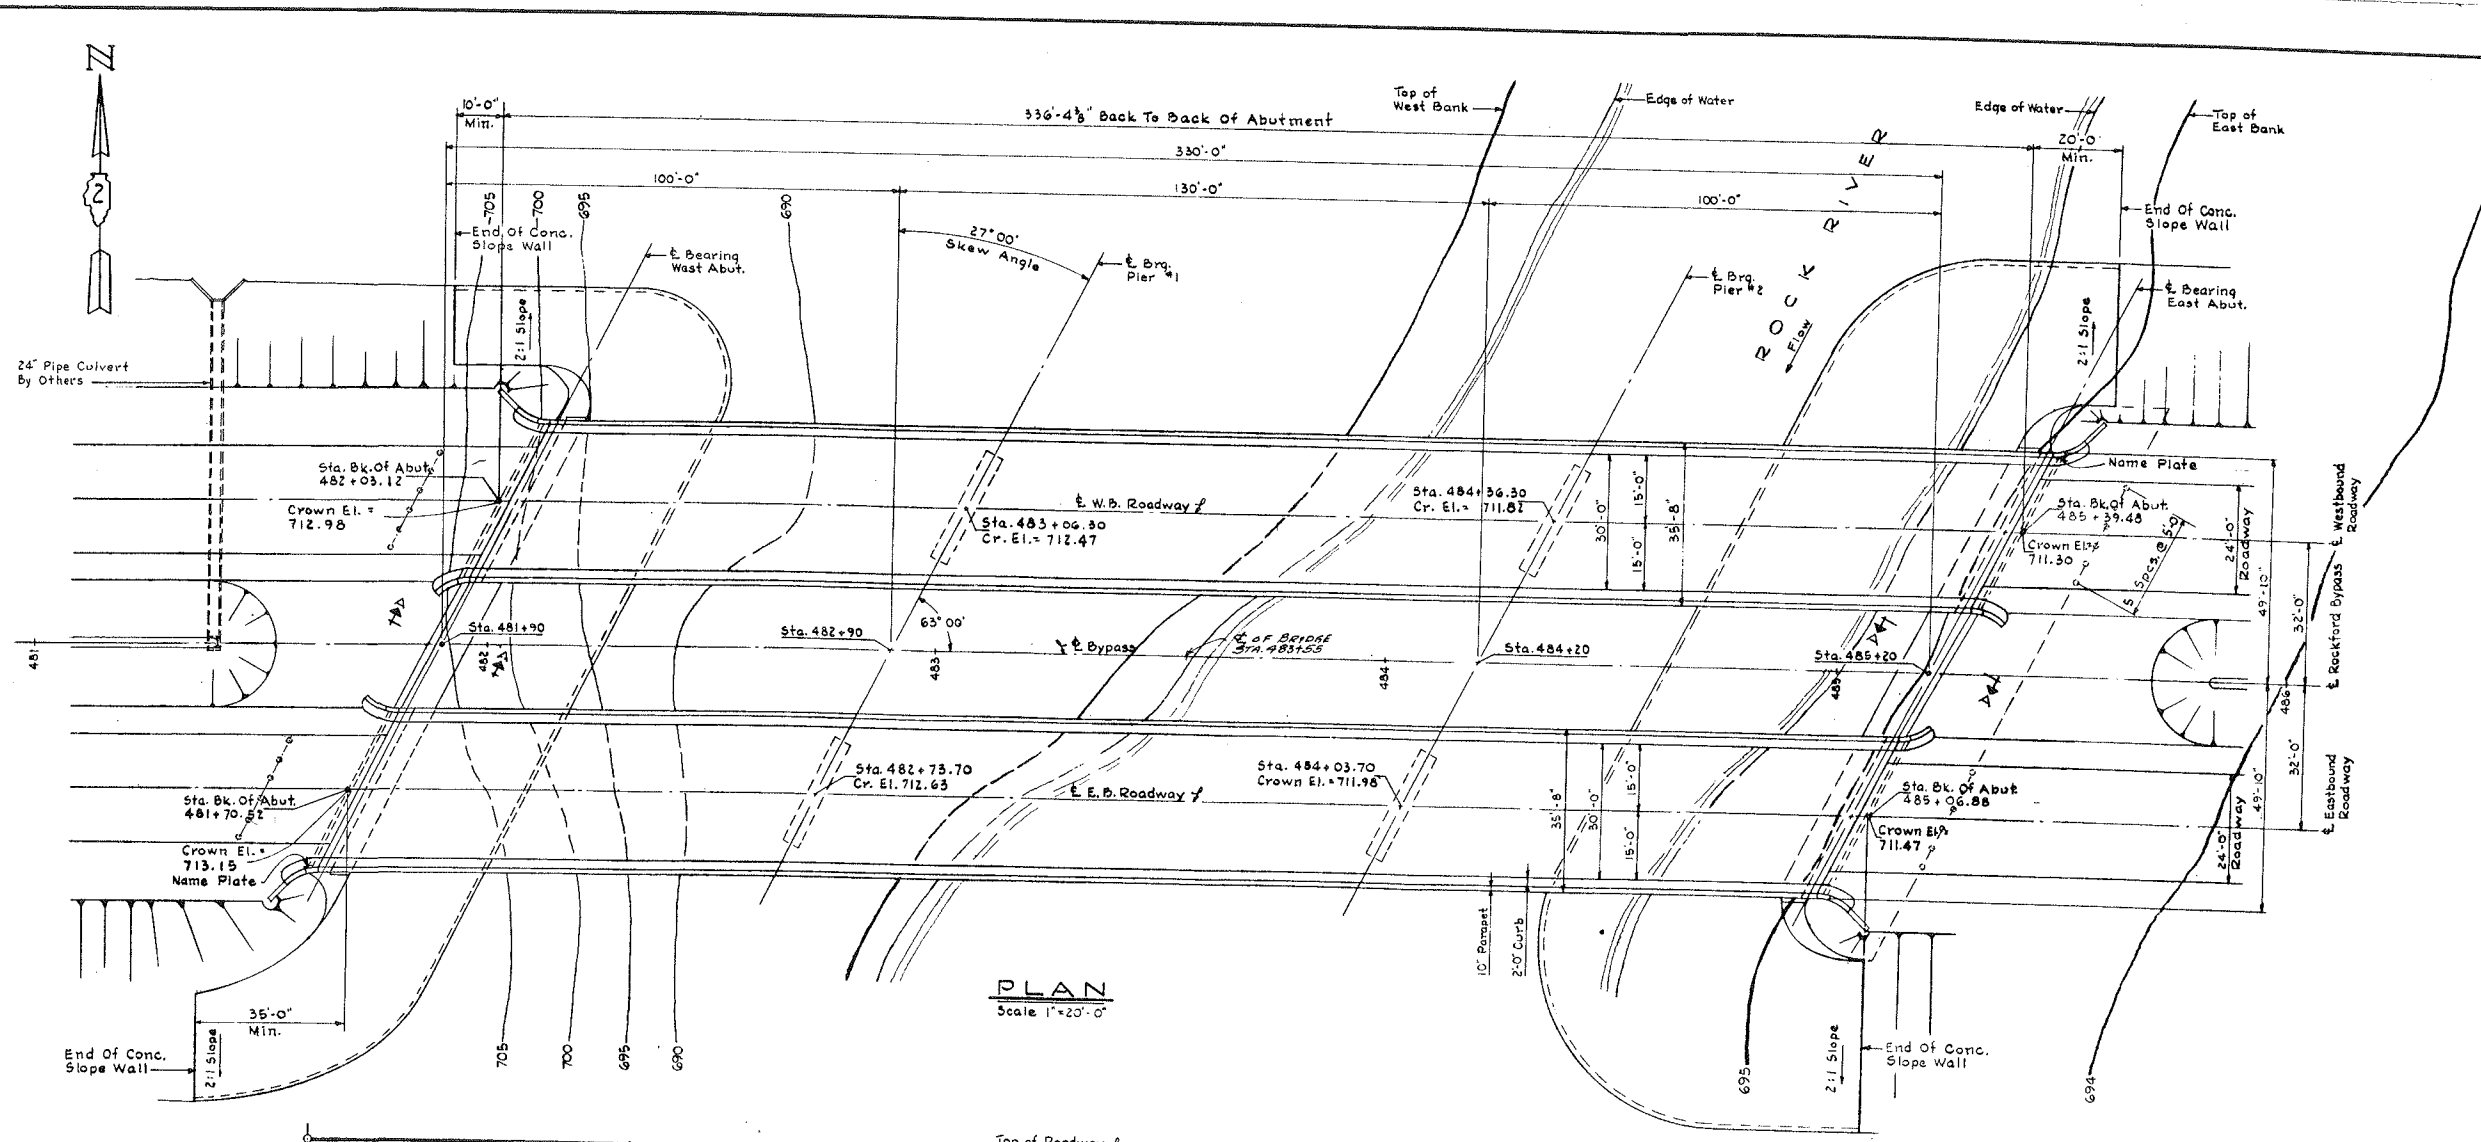 N
2
10'-0"
Min.
336'-4⅜" Back To Back Of Abutment
330'-0"
100'-0"
130'-0"
100'-0"
20'-0"
Min.
Top of
West Bank
Edge of Water
Edge of Water
Top of
East Bank
705
700
695
690
End Of Conc.
Slope Wall
℄ Bearing
Wast Abut.
27°00'
Skew Angle
℄ Brg.
Pier #1
℄ Brg.
Pier #2
ROCK RIVER
Flow
End Of Conc.
Slope Wall
℄ Bearing
East Abut.
2:1 Slope
2:1 Slope
24" Pipe Culvert
By Others
Sta. Bk. Of Abut.
482+03.12
Crown El. =
712.98
℄ W.B. Roadway
Sta. 483+06.30
Cr. El. = 712.47
Sta. 484+36.30
Cr. El. = 711.82
30'-0"
15'-0"
15'-0"
35'-8"
Name Plate
Sta. Bk. of Abut.
485+39.48
Crown El. =
711.30
5 Spcs. @ 5'-0"
24'-0"
Roadway
49'-10"
32'-0"
℄ Westbound
Roadway
481
Sta. 481+90
482
Sta. 482+90
63°00'
483
℄ Bypass
℄ OF BRIDGE
STA. 483+55
484
Sta. 484+20
Sta. 485+20
485
486
℄ Rockford Bypass
Sta. Bk. Of Abut.
481+70.52
Crown El. =
713.15
Name Plate
Sta. 482+73.70
Cr. El. 712.63
℄ E.B. Roadway
Sta. 484+03.70
Crown El. = 711.98
35'-8"
30'-0"
15'-0"
15'-0"
Sta. Bk. Of Abut.
485+06.88
Crown El. =
711.47
24'-0"
Roadway
49'-10"
32'-0"
℄ Eastbound
Roadway
10" Parapet
2'-0" Curb
PLAN
Scale 1"=20'-0"
35'-0"
Min.
End Of Conc.
Slope Wall
2:1 Slope
705
700
695
690
695
2:1 Slope
End Of Conc.
Slope Wall
694
Top of Roadway